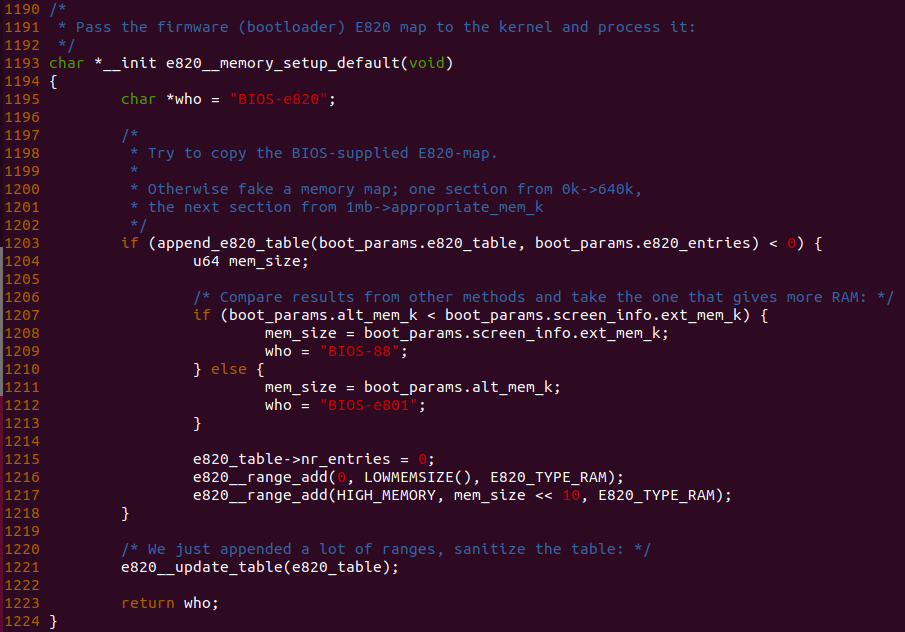 1190 /*
1191  * Pass the firmware (bootloader) E820 map to the kernel and process it:
1192  */
1193 char *__init e820__memory_setup_default(void)
1194 {
1195         char *who = "BIOS-e820";
1196
1197         /*
1198          * Try to copy the BIOS-supplied E820-map.
1199          *
1200          * Otherwise fake a memory map; one section from 0k->640k,
1201          * the next section from 1mb->appropriate_mem_k
1202          */
1203         if (append_e820_table(boot_params.e820_table, boot_params.e820_entries) < 0) {
1204                 u64 mem_size;
1205
1206                 /* Compare results from other methods and take the one that gives more RAM: */
1207                 if (boot_params.alt_mem_k < boot_params.screen_info.ext_mem_k) {
1208                         mem_size = boot_params.screen_info.ext_mem_k;
1209                         who = "BIOS-88";
1210                 } else {
1211                         mem_size = boot_params.alt_mem_k;
1212                         who = "BIOS-e801";
1213                 }
1214
1215                 e820_table->nr_entries = 0;
1216                 e820__range_add(0, LOWMEMSIZE(), E820_TYPE_RAM);
1217                 e820__range_add(HIGH_MEMORY, mem_size << 10, E820_TYPE_RAM);
1218         }
1219
1220         /* We just appended a lot of ranges, sanitize the table: */
1221         e820__update_table(e820_table);
1222
1223         return who;
1224 }